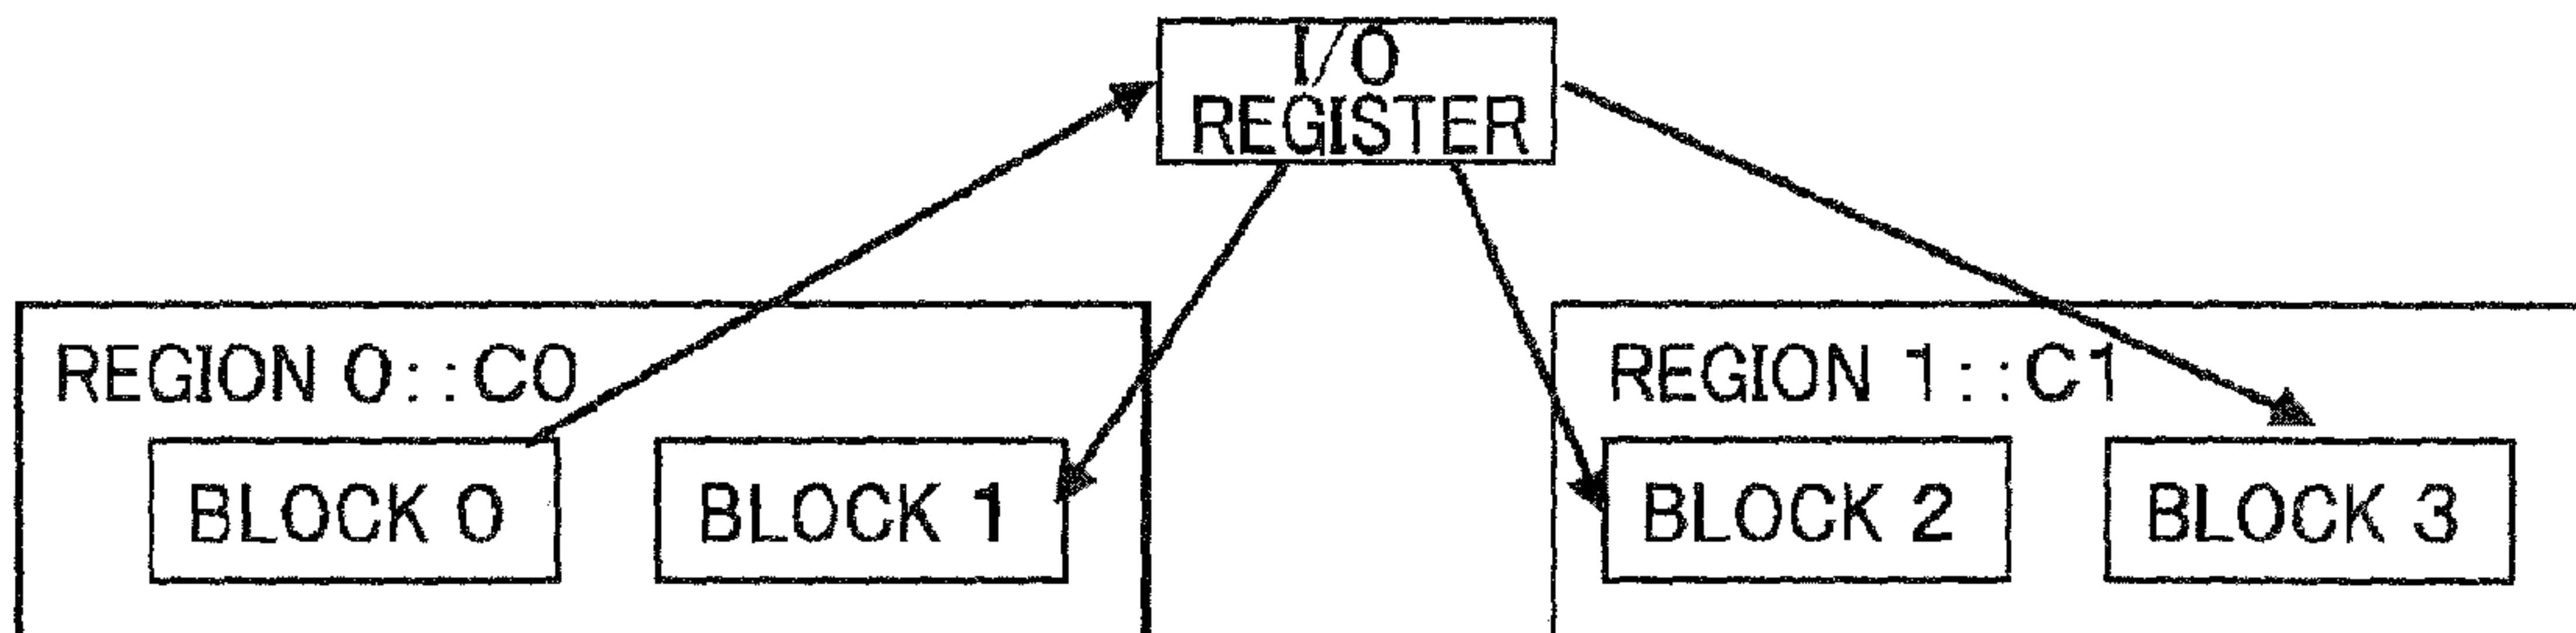 I/O
REGISTER
REGION 0::C0
REGION 1::C1
BLOCK 0
BLOCK 1
BLOCK 2
BLOCK 3